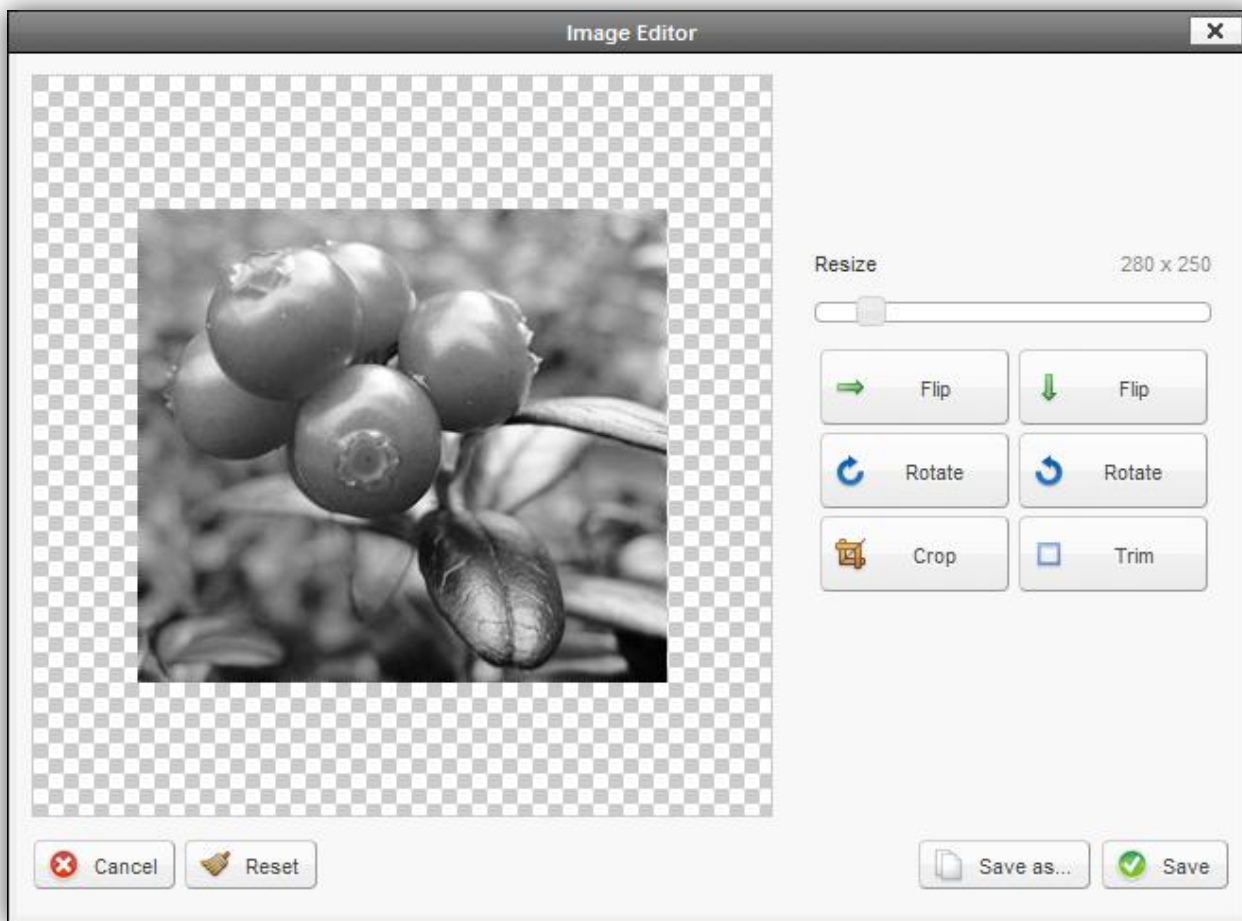 Image Editor
Resize 280 x 250
Flip Flip
Rotate Rotate
Crop Trim
Cancel Reset Save as... Save